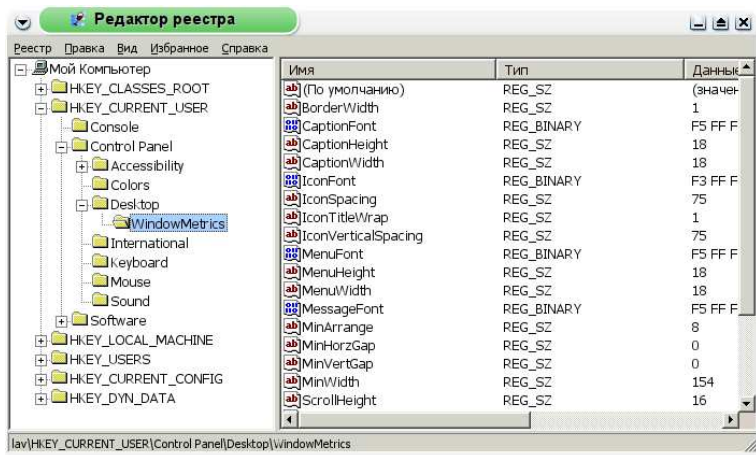 Редактор реестра
Реестр Правка Вид Избранное Справка
Мой Компьютер
HKEY_CLASSES_ROOT
HKEY_CURRENT_USER
Console
Control Panel
Accessibility
Colors
Desktop
WindowMetrics
International
Keyboard
Mouse
Sound
Software
HKEY_LOCAL_MACHINE
HKEY_USERS
HKEY_CURRENT_CONFIG
HKEY_DYN_DATA
Имя Тип Данные
(По умолчанию) REG_SZ (значен
BorderWidth REG_SZ 1
CaptionFont REG_BINARY F5 FF F
CaptionHeight REG_SZ 18
CaptionWidth REG_SZ 18
IconFont REG_BINARY F3 FF F
IconSpacing REG_SZ 75
IconTitleWrap REG_SZ 1
IconVerticalSpacing REG_SZ 75
MenuFont REG_BINARY F5 FF F
MenuHeight REG_SZ 18
MenuWidth REG_SZ 18
MessageFont REG_BINARY F5 FF F
MinArrange REG_SZ 8
MinHorzGap REG_SZ 0
MinVertGap REG_SZ 0
MinWidth REG_SZ 154
ScrollHeight REG_SZ 16
lav\HKEY_CURRENT_USER\Control Panel\Desktop\WindowMetrics